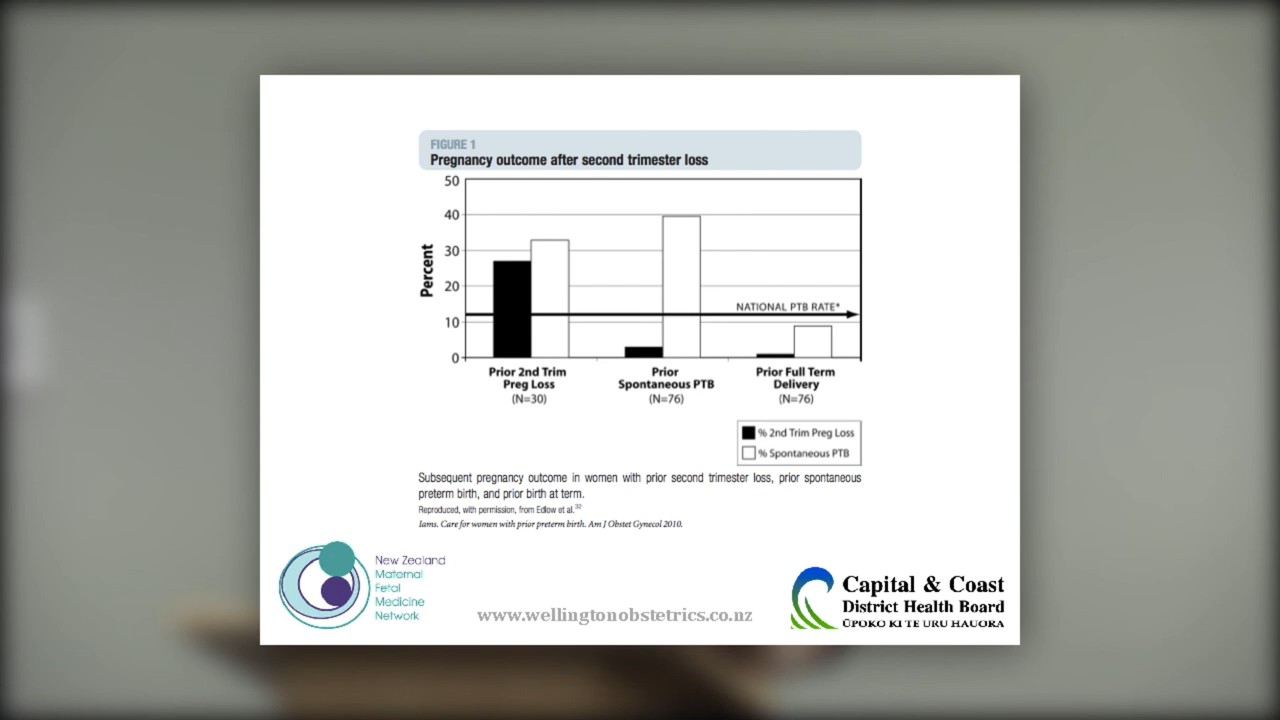 FIGURE 1
Pregnancy outcome after second trimester loss
50
40
30
20
10
0
Percent
NATIONAL PTB RATE*
Prior 2nd Trim
Preg Loss
(N=30)
Prior
Spontaneous PTB
(N=76)
Prior Full Term
Delivery
(N=76)
% 2nd Trim Preg Loss
% Spontaneous PTB
Subsequent pregnancy outcome in women with prior second trimester loss, prior spontaneous
preterm birth, and prior birth at term.
Reproduced, with permission, from Edlow et al.32
Iams. Care for women with prior preterm birth. Am J Obstet Gynecol 2010.
New Zealand
Maternal
Fetal
Medicine
Network
www.wellingtonobstetrics.co.nz
Capital & Coast
District Health Board
ŪPOKO KI TE URU HAUORA